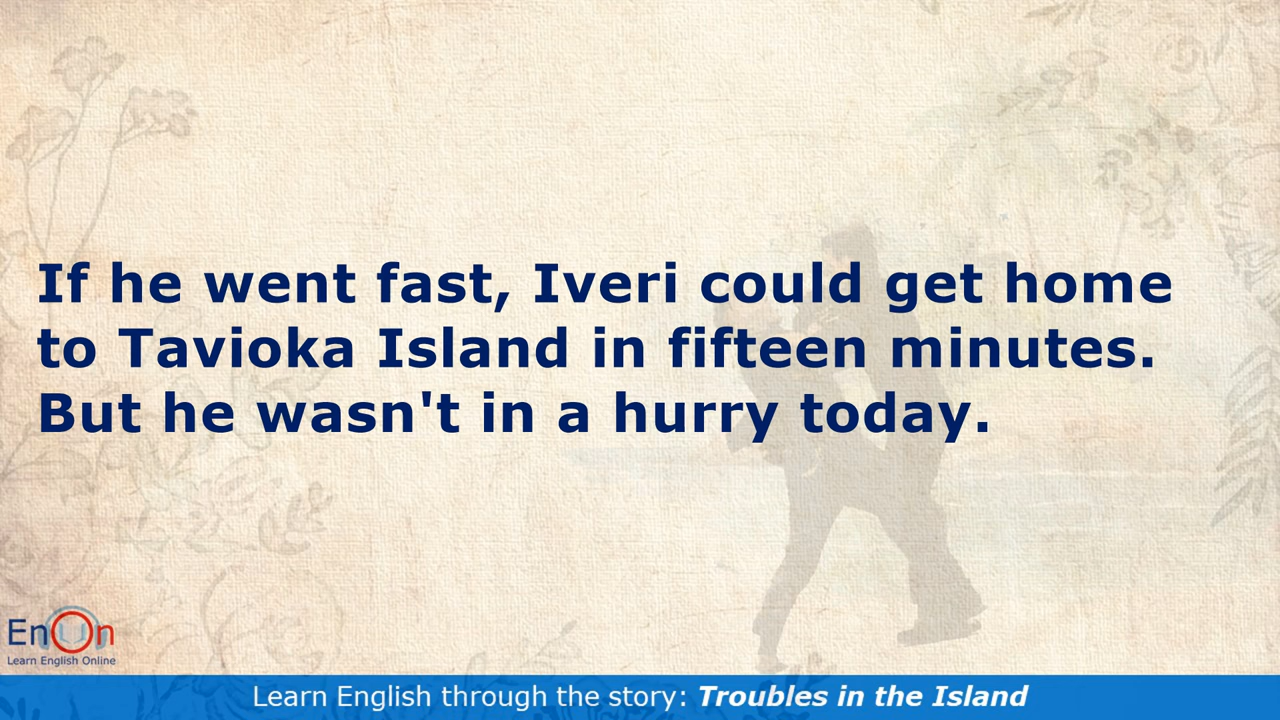 If he went fast, Iveri could get home
to Tavioka Island in fifteen minutes.
But he wasn't in a hurry today.
EnOn
Learn English Online
Learn English through the story: Troubles in the Island